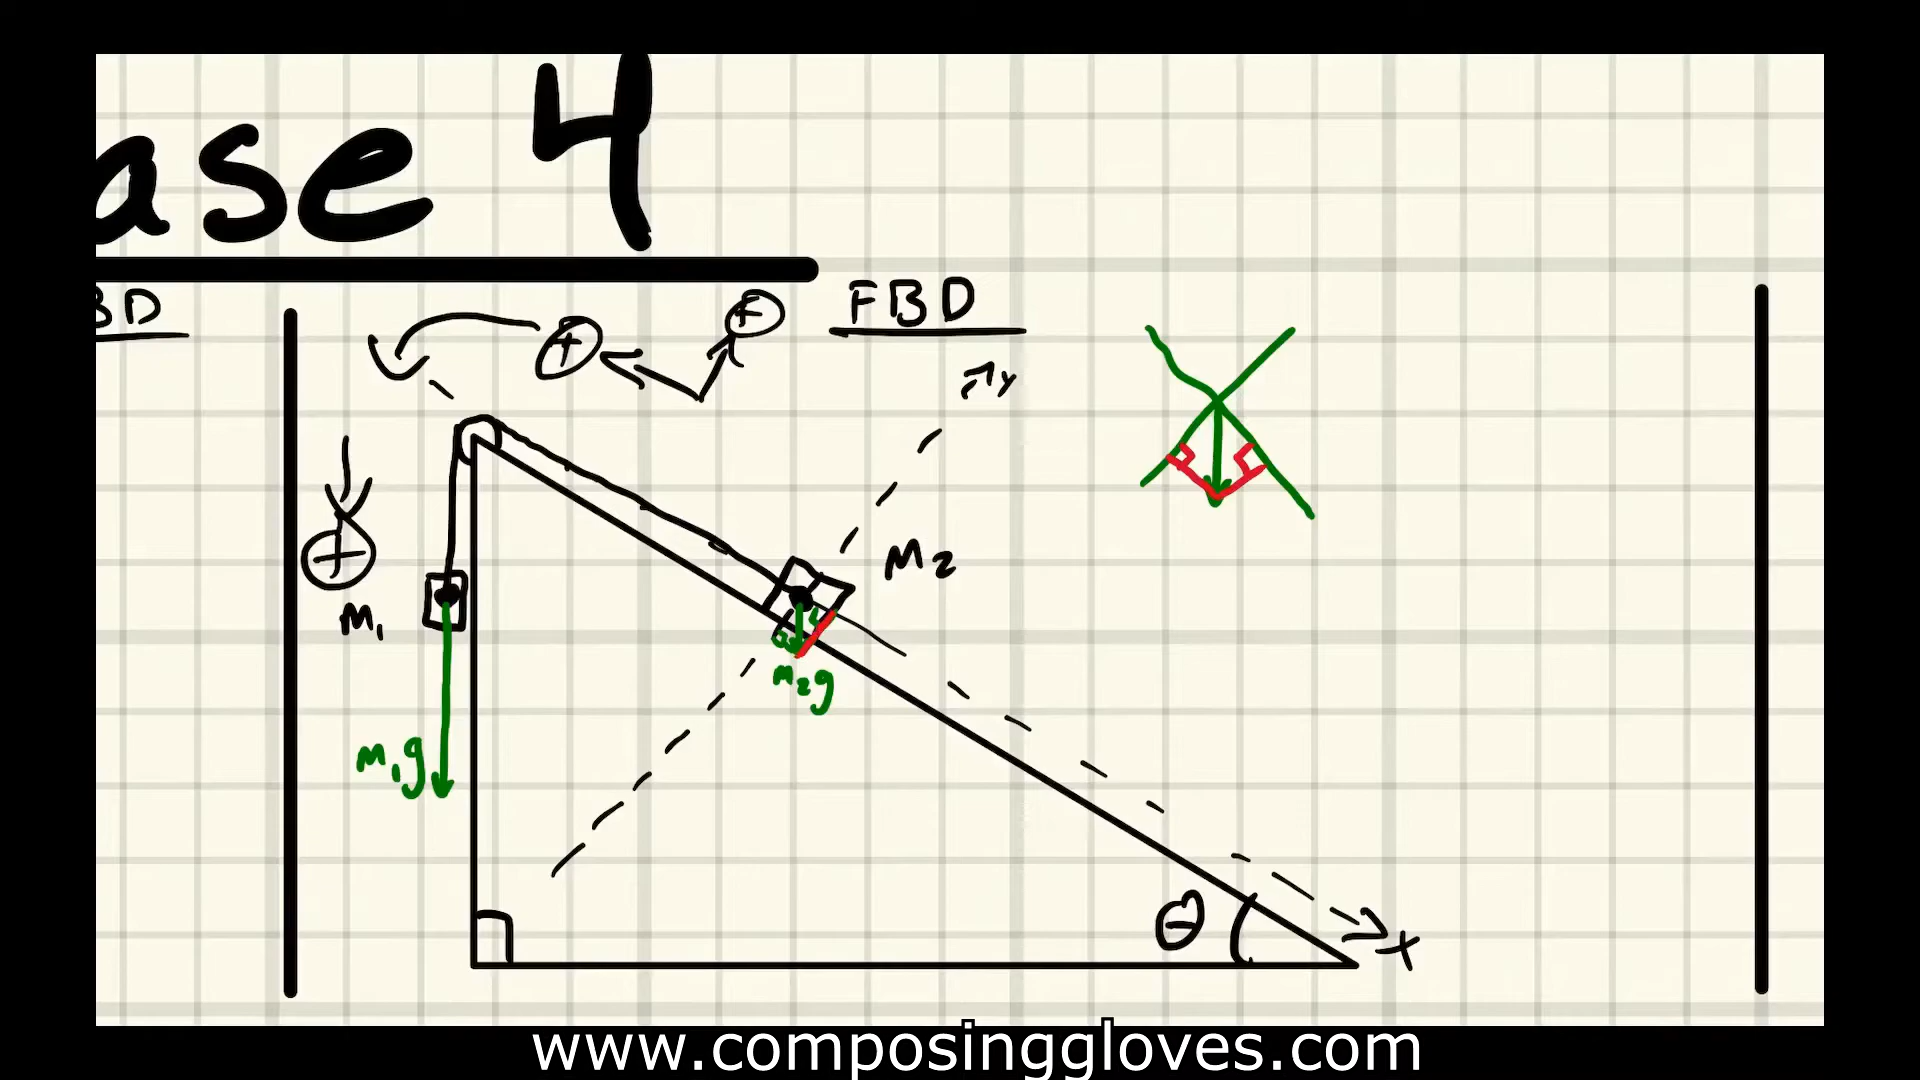 ase 4
BD
FBD
+
+
y
+
M2
M1
M2g
M1g
θ
x
www.composinggloves.com